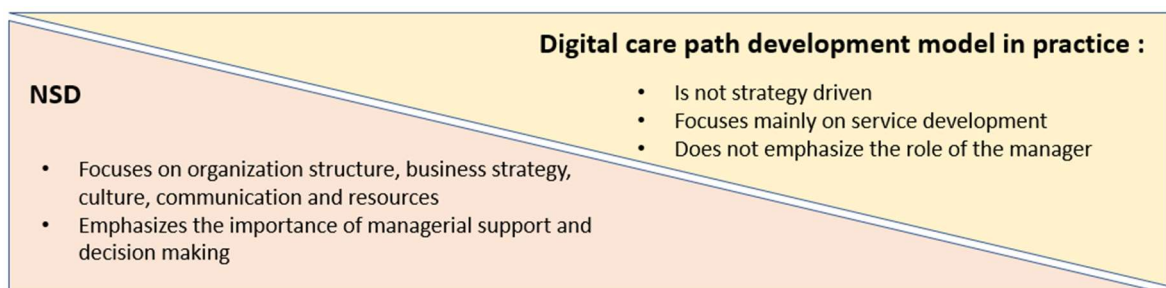 Digital care path development model in practice :
• Is not strategy driven
• Focuses mainly on service development
• Does not emphasize the role of the manager
NSD
• Focuses on organization structure, business strategy,
culture, communication and resources
• Emphasizes the importance of managerial support and
decision making